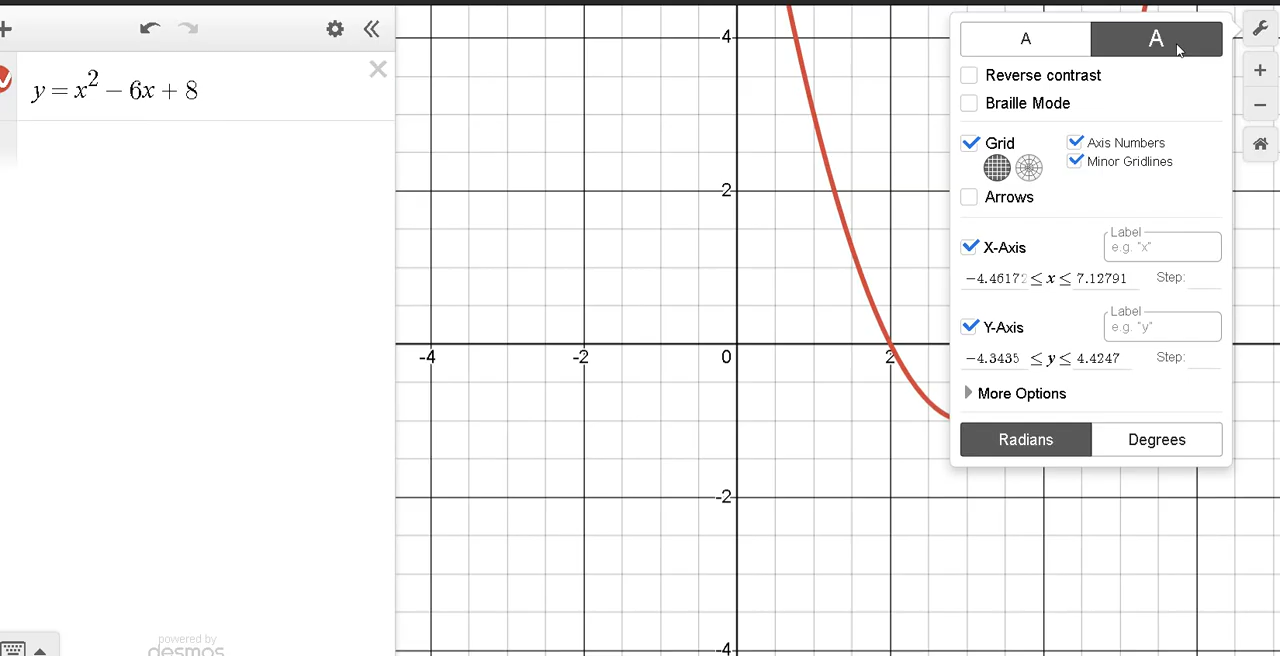 y = x² − 6x + 8
powered by
desmos
4
2
-4
-2
0
2
-2
-4
A
A
Reverse contrast
Braille Mode
Grid
Axis Numbers
Minor Gridlines
Arrows
X-Axis
Label
e.g. "x"
−4.46172 ≤ x ≤ 7.12791
Step:
Y-Axis
Label
e.g. "y"
−4.3435 ≤ y ≤ 4.4247
Step:
More Options
Radians
Degrees